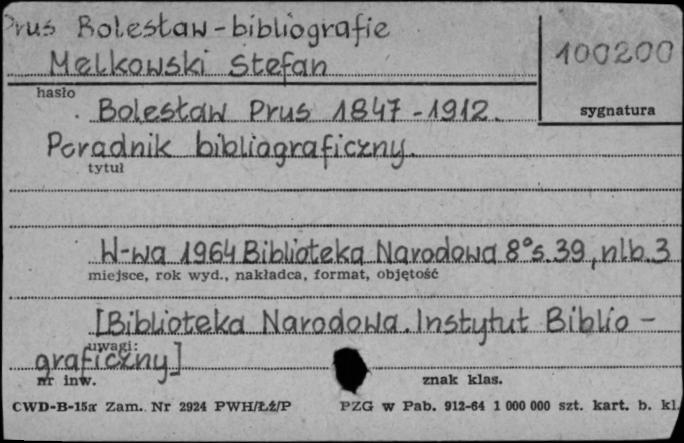 Prus Bolesław - bibliografie
Melkowski Stefan
100200
hasło
sygnatura
Bolesław Prus 1847-1912.
Poradnik bibliograficzny.
tytuł
W-wa 1964 Biblioteka Narodowa 8° s. 39, nlb. 3
miejsce, rok wyd., nakładca, format, objętość
[Biblioteka Narodowa. Instytut Biblio-
uwagi:
graficzny]
nr inw.
znak klas.
CWD-B-15a Zam. Nr 2924 PWH/Łź/P PZG w Pab. 912-64 1 000 000 szt. kart. b. kl.